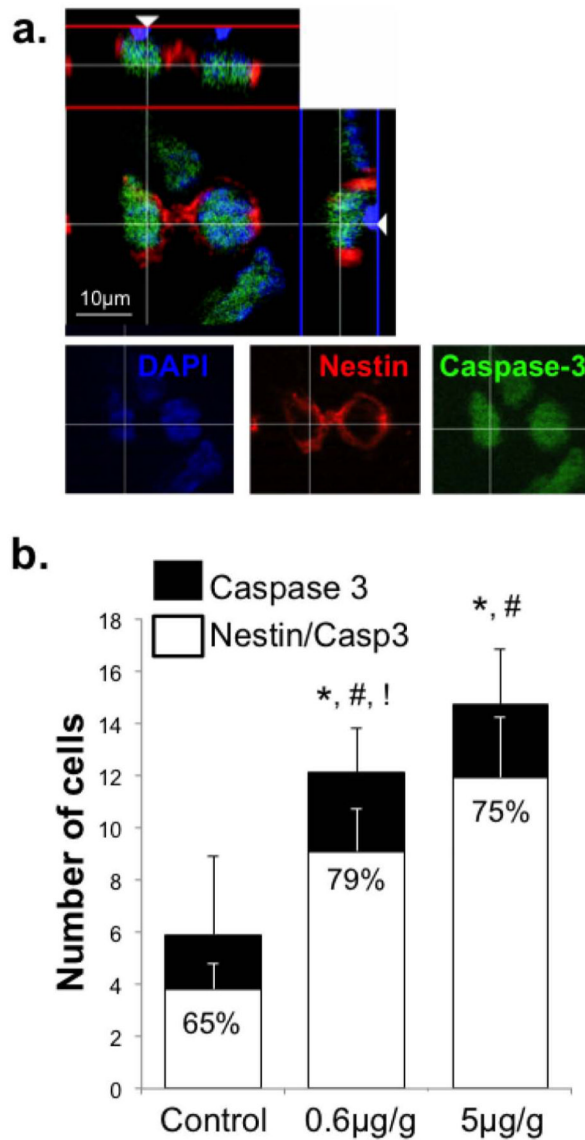 a.
10µm
DAPI
Nestin
Caspase-3
b.
Caspase 3
Nestin/Casp3
Number of cells
18
16
14
12
10
8
6
4
2
0
*, #, !
*, #
65%
79%
75%
Control
0.6µg/g
5µg/g